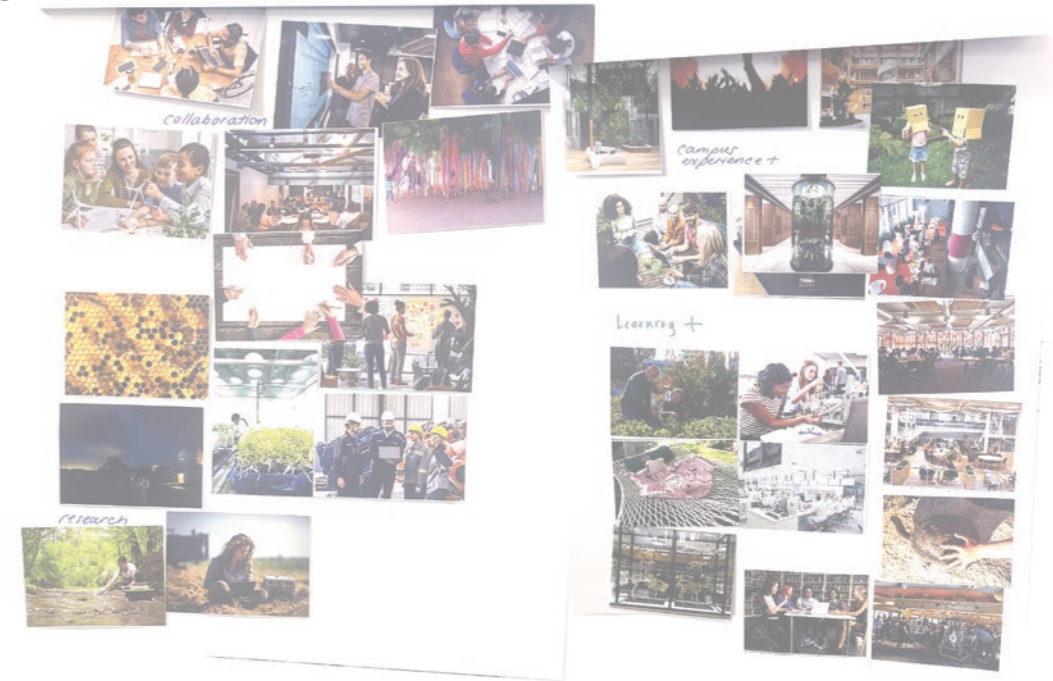 collaboration
campus
experience +
Learning +
research